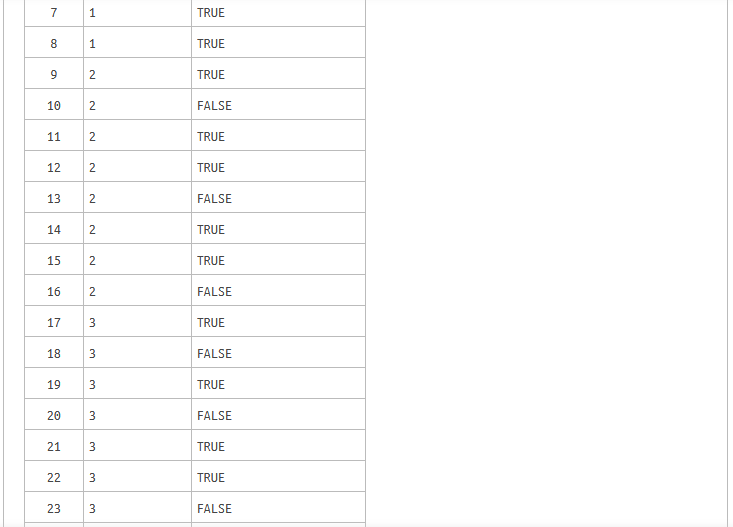 7 1 TRUE
8 1 TRUE
9 2 TRUE
10 2 FALSE
11 2 TRUE
12 2 TRUE
13 2 FALSE
14 2 TRUE
15 2 TRUE
16 2 FALSE
17 3 TRUE
18 3 FALSE
19 3 TRUE
20 3 FALSE
21 3 TRUE
22 3 TRUE
23 3 FALSE